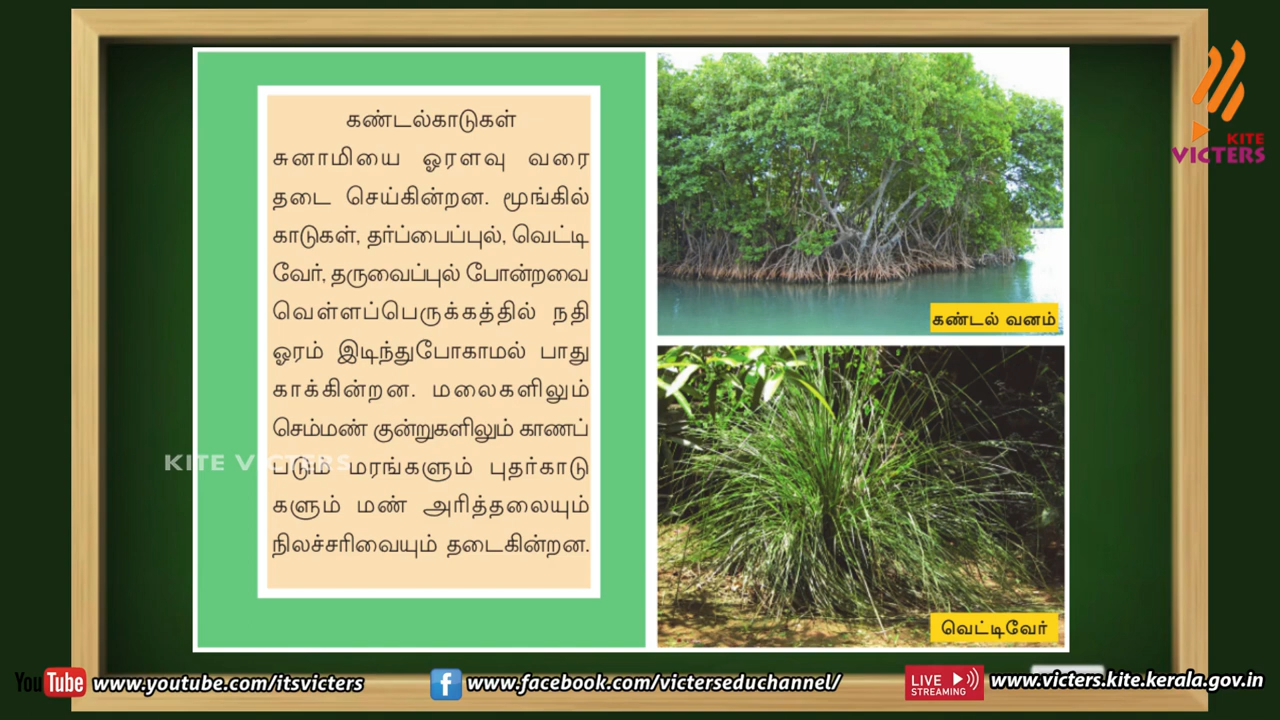 கண்டல்காடுகள்
சுனாமியை ஓரளவு வரை
தடை செய்கின்றன. மூங்கில்
காடுகள், தர்ப்பைப்புல், வெட்டி
வேர், தருவைப்புல் போன்றவை
வெள்ளப்பெருக்கத்தில் நதி
ஓரம் இடிந்துபோகாமல் பாது
காக்கின்றன. மலைகளிலும்
செம்மண் குன்றுகளிலும் காணப்
படும் மரங்களும் புதர்காடு
களும் மண் அரித்தலையும்
நிலச்சரிவையும் தடைகின்றன.
கண்டல் வனம்
வெட்டிவேர்
KITE VICTERS
KITE
VICTERS
YouTube www.youtube.com/itsvicters
f www.facebook.com/victerseduchannel/
LIVE
STREAMING
www.victers.kite.kerala.gov.in